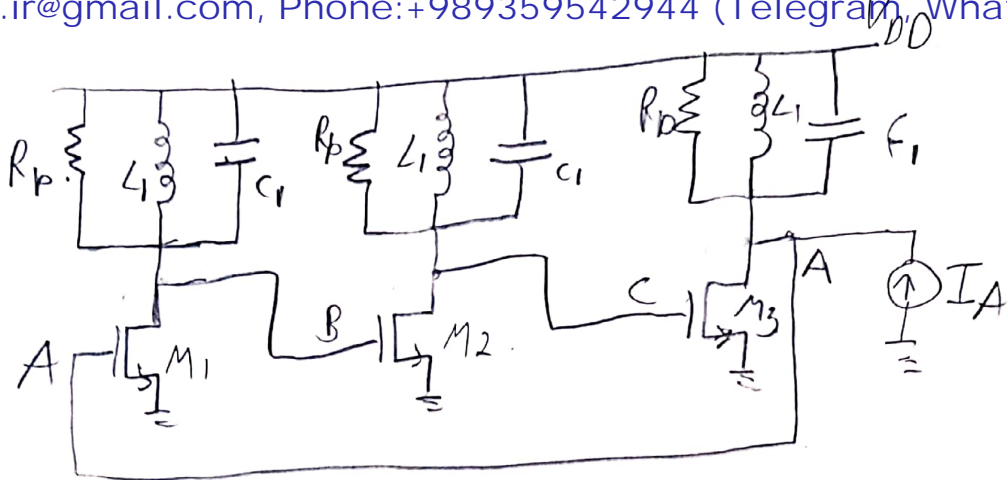 .ir@gmail.com, Phone:+989359542944 (Telegram, Wha
VDD
Rp L1 C1 Rp L1 C1 Rp L1 C1
A M1 B M2 C M3 A IA